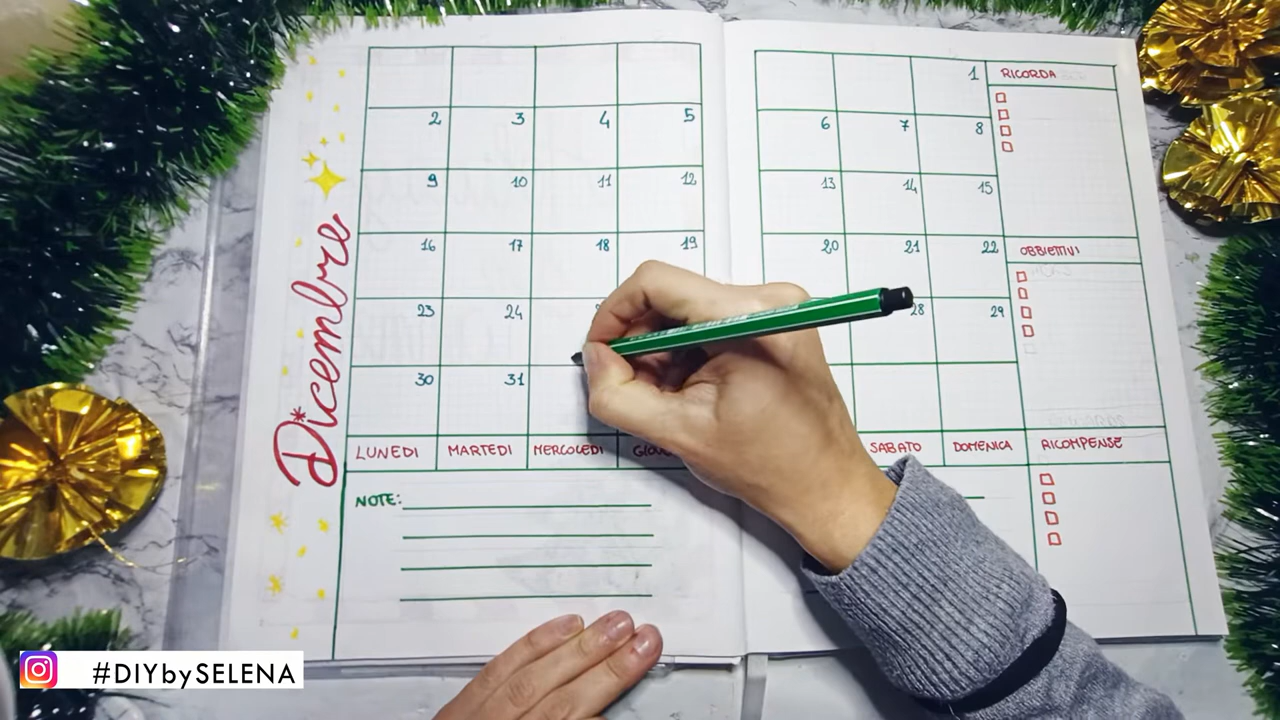 1 RICORDA
2 3 4 5 6 7 8
9 10 11 12 13 14 15
16 17 18 19 20 21 22
OBBIETTIVI
23 24 28 29
30 31
LUNEDI MARTEDI MERCOLEDI SABATO DOMENICA RICOMPENSE
Dicembre
NOTE:
#DIYbySELENA